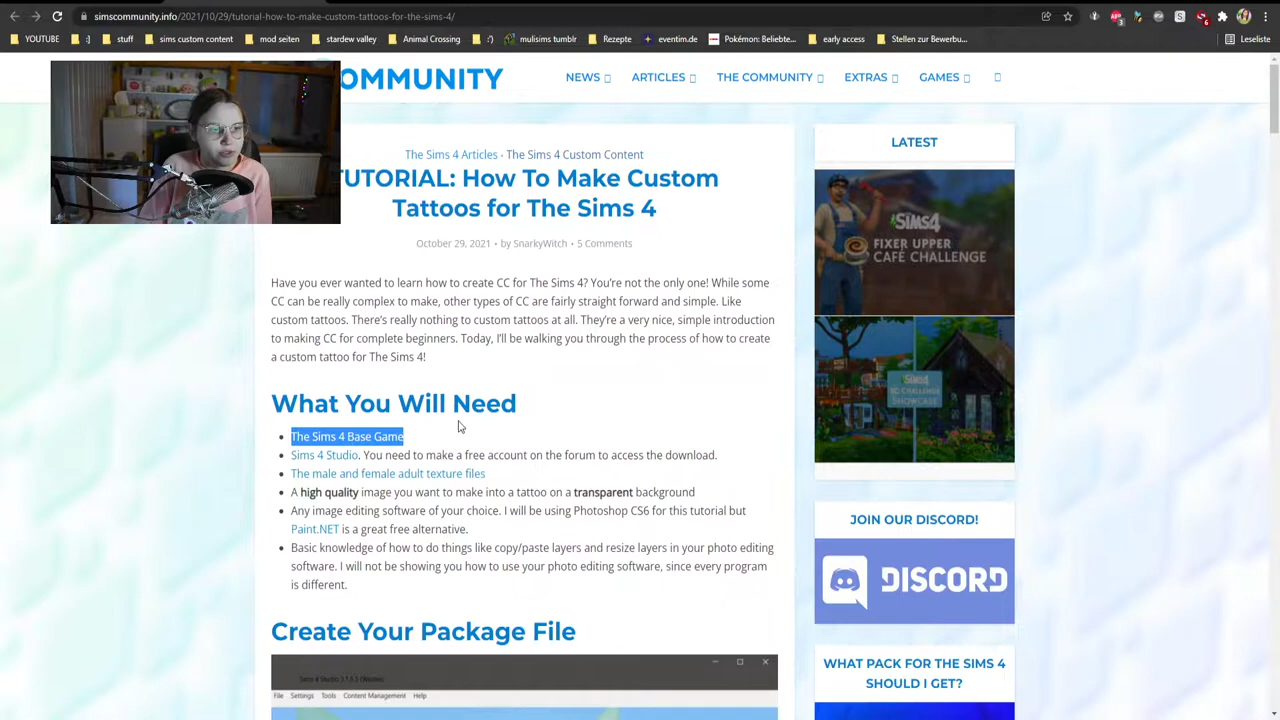 simscommunity.info/2021/10/29/tutorial-how-to-make-custom-tattoos-for-the-sims-4/
YOUTUBE :) stuff sims custom content mod seiten stardew valley Animal Crossing :') mulisims tumblr Rezepte eventim.de Pokémon: Beliebte... early access Stellen zur Bewerbu... Leseliste
OMMUNITY NEWS ARTICLES THE COMMUNITY EXTRAS GAMES
The Sims 4 Articles • The Sims 4 Custom Content
TUTORIAL: How To Make Custom
Tattoos for The Sims 4
October 29, 2021 • by SnarkyWitch • 5 Comments
Have you ever wanted to learn how to create CC for The Sims 4? You're not the only one! While some
CC can be really complex to make, other types of CC are fairly straight forward and simple. Like
custom tattoos. There's really nothing to custom tattoos at all. They're a very nice, simple introduction
to making CC for complete beginners. Today, I'll be walking you through the process of how to create
a custom tattoo for The Sims 4!
What You Will Need
• The Sims 4 Base Game
• Sims 4 Studio. You need to make a free account on the forum to access the download.
• The male and female adult texture files
• A high quality image you want to make into a tattoo on a transparent background
• Any image editing software of your choice. I will be using Photoshop CS6 for this tutorial but
Paint.NET is a great free alternative.
• Basic knowledge of how to do things like copy/paste layers and resize layers in your photo editing
software. I will not be showing you how to use your photo editing software, since every program
is different.
Create Your Package File
File Settings Tools Content Management Help
LATEST
SIMS4
FIXER UPPER
CAFÉ CHALLENGE
SIMS4
CHALLENGE
SHOWCASE
JOIN OUR DISCORD!
DISCORD
WHAT PACK FOR THE SIMS 4
SHOULD I GET?